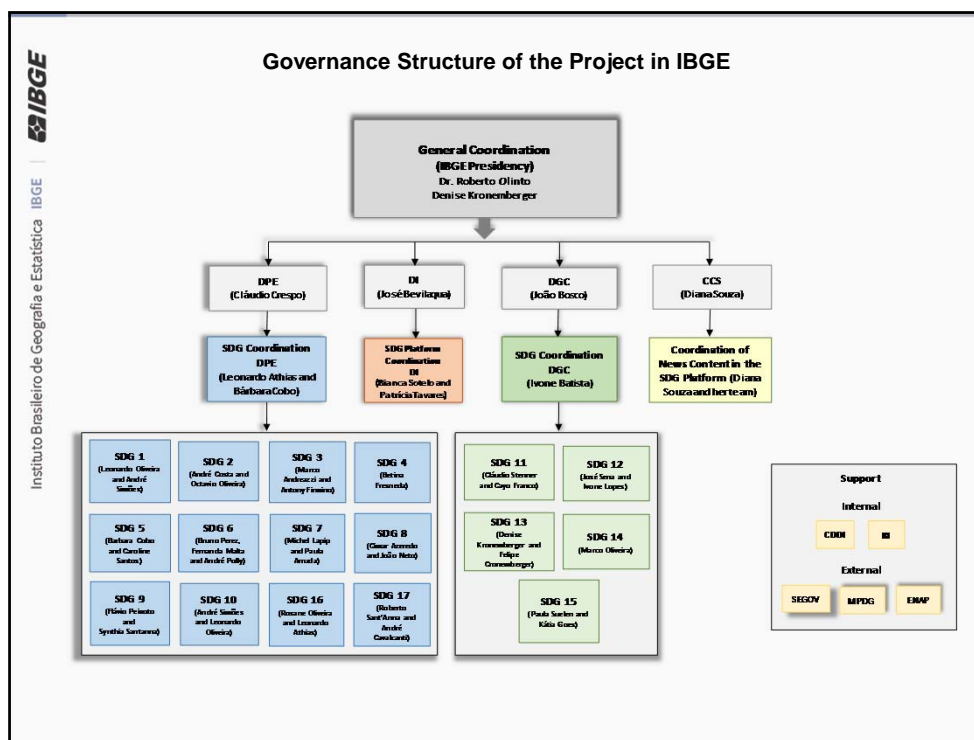 Governance Structure of the Project in IBGE
IBGE
Instituto Brasileiro de Geografia e Estatística IBGE
General Coordination
(IBGE Presidency)
Dr. Roberto Olinto
Denise Kronemberger
DPE
(Cláudio Crespo)
DI
(José Bevilaqua)
DGC
(João Bosco)
CCS
(Diana Souza)
SDG Coordination
DPE
(Leonardo Athias and
Bárbara Cobo)
SDG Platform
Coordination
DI
(Bianca Sotelo and
Patrícia Tavares)
SDG Coordination
DGC
(Ivone Batista)
Coordination of
News Content in the
SDG Platform (Diana
Souza and her team)
SDG 1
(Leonardo Oliveira
and André
Simões)
SDG 2
(André Costa and
Octavio Oliveira)
SDG 3
(Marco
Andreazzi and
Antony Firmino)
SDG 4
(Betina
Fresneda)
SDG 5
(Barbara Cobo
and Caroline
Santos)
SDG 6
(Bruno Perez,
Fernanda Malta
and André Polly)
SDG 7
(Michel Lapip
and Paula
Arruda)
SDG 8
(Cimar Azeredo
and João Neto)
SDG 9
(Flávio Peixoto
and
Synthia Santanna)
SDG 10
(André Simões
and Leonardo
Oliveira)
SDG 16
(Rosane Oliveira
and Leonardo
Athias)
SDG 17
(Roberto
Sant'Anna and
André
Cavalcanti)
SDG 11
(Cláudio Stenner
and Cayo Franco)
SDG 12
(José Sena and
Ivone Lopes)
SDG 13
(Denise
Kronemberger and
Felipe
Cronemberger)
SDG 14
(Marco Oliveira)
SDG 15
(Paula Suelen and
Kátia Goes)
Support
Internal
CDDI
External
SEGOV
MPDG
ENAP